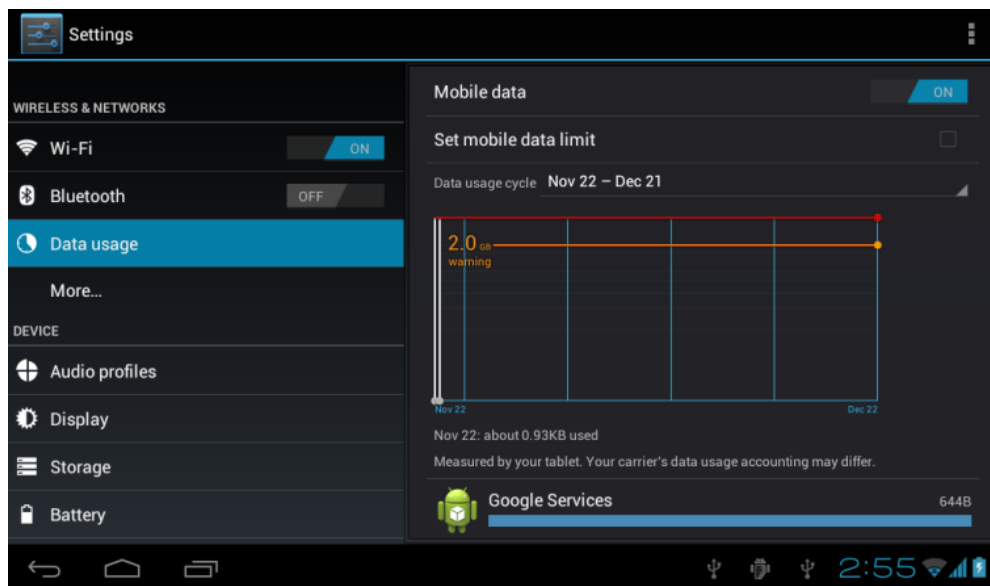 Settings
WIRELESS & NETWORKS
Wi-Fi ON
Bluetooth OFF
Data usage
More...
DEVICE
Audio profiles
Display
Storage
Battery
Mobile data ON
Set mobile data limit
Data usage cycle Nov 22 – Dec 21
2.0 GB
warning
Nov 22 Dec 22
Nov 22: about 0.93KB used
Measured by your tablet. Your carrier's data usage accounting may differ.
Google Services 644B
2:55